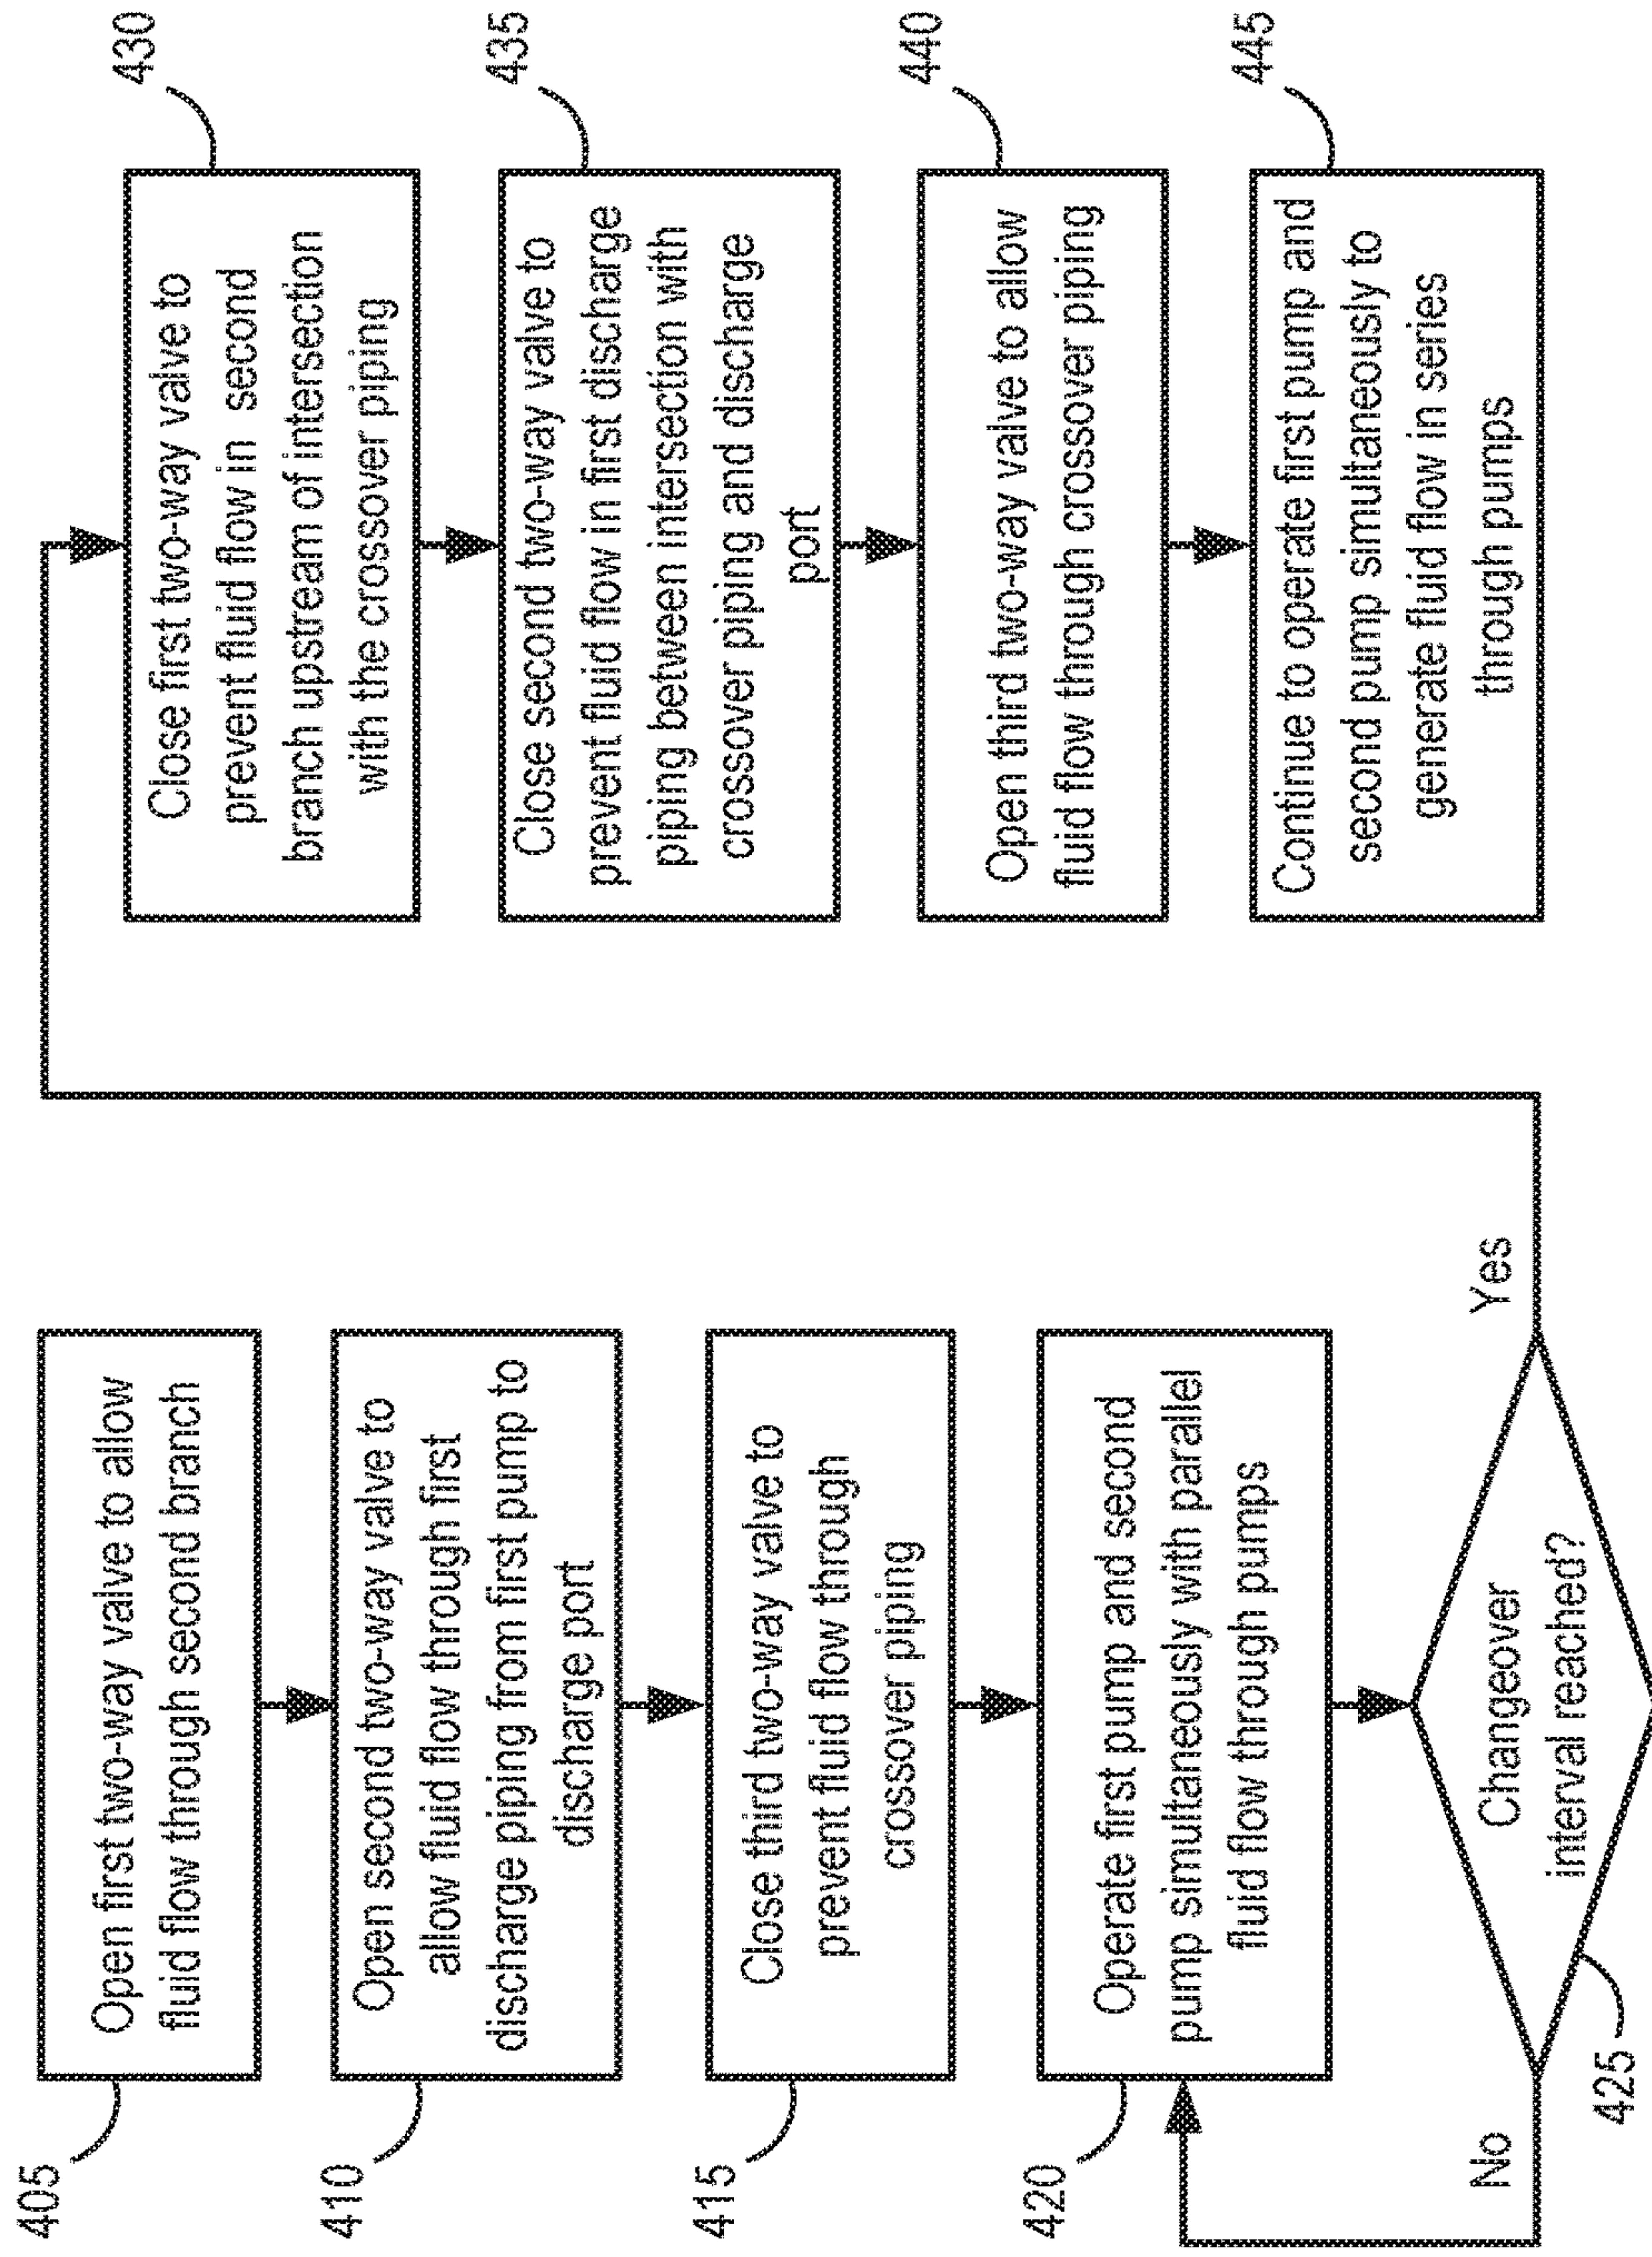 405
Open first two-way valve to allow
fluid flow through second branch
410
Open second two-way valve to
allow fluid flow through first
discharge piping from first pump to
discharge port
415
Close third two-way valve to
prevent fluid flow through
crossover piping
420
Operate first pump and second
pump simultaneously with parallel
fluid flow through pumps
No
425
Changeover
interval reached?
Yes
430
Close first two-way valve to
prevent fluid flow in second
branch upstream of intersection
with the crossover piping
435
Close second two-way valve to
prevent fluid flow in first discharge
piping between intersection with
crossover piping and discharge
port
440
Open third two-way valve to allow
fluid flow through crossover piping
445
Continue to operate first pump and
second pump simultaneously to
generate fluid flow in series
through pumps